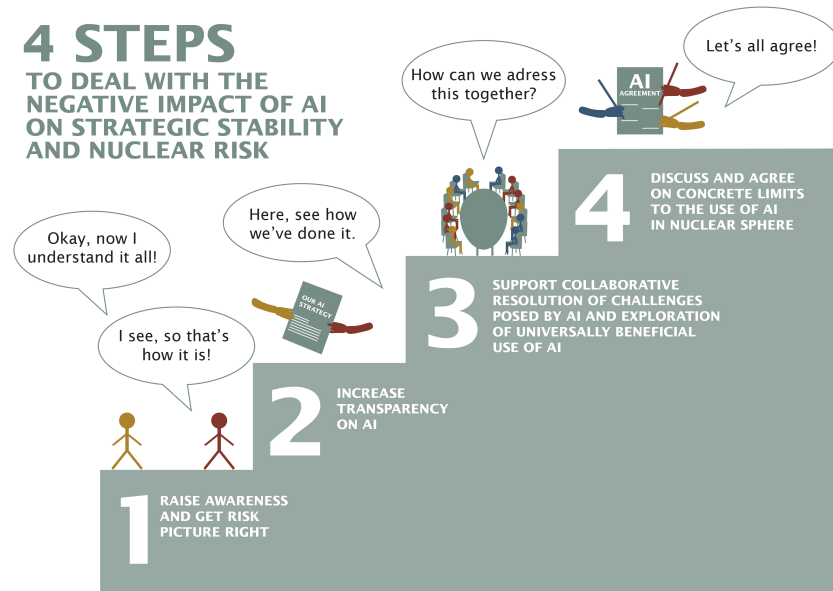 4 STEPS
TO DEAL WITH THE
NEGATIVE IMPACT OF AI
ON STRATEGIC STABILITY
AND NUCLEAR RISK
Okay, now I
understand it all!
I see, so that's
how it is!
1
RAISE AWARENESS
AND GET RISK
PICTURE RIGHT
Here, see how
we've done it.
OUR AI
STRATEGY
2
INCREASE
TRANSPARENCY
ON AI
How can we adress
this together?
3
SUPPORT COLLABORATIVE
RESOLUTION OF CHALLENGES
POSED BY AI AND EXPLORATION
OF UNIVERSALLY BENEFICIAL
USE OF AI
Let's all agree!
AI
AGREEMENT
4
DISCUSS AND AGREE
ON CONCRETE LIMITS
TO THE USE OF AI
IN NUCLEAR SPHERE